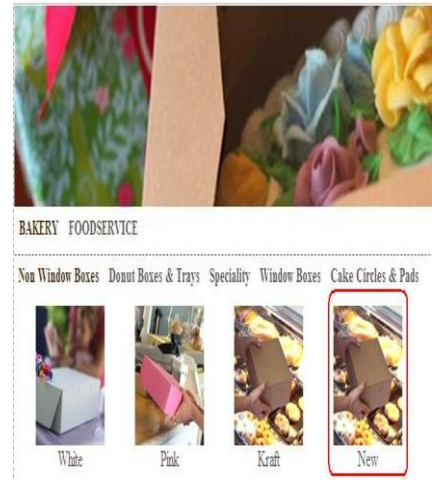 BAKERY FOODSERVICE
Non Window Boxes Donut Boxes & Trays Speciality Window Boxes Cake Circles & Pads
White Pink Kraft New